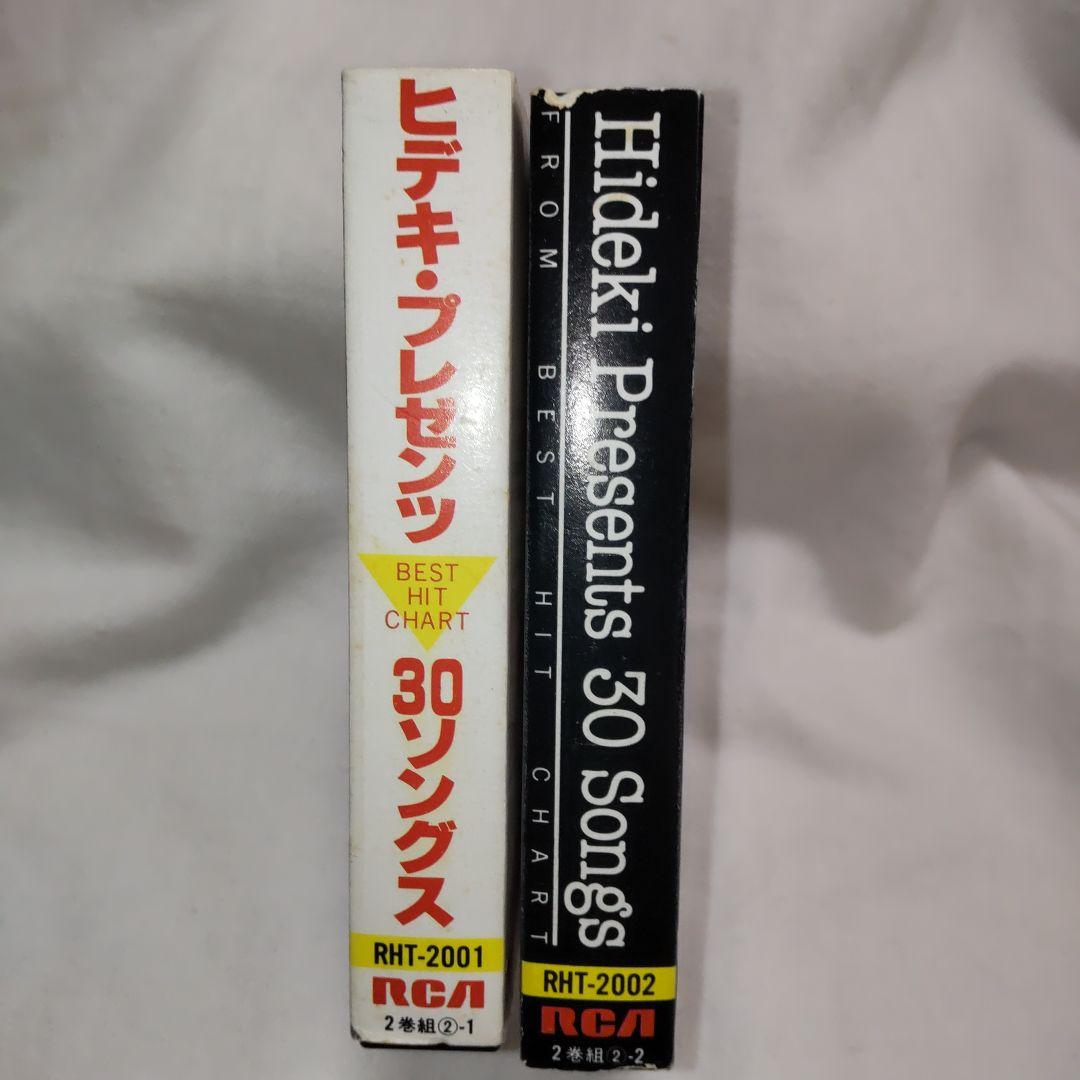 ヒデキ・プレゼンツ
BEST
HIT
CHART
30ソングス
RHT-2001
RCA
2巻組②-1
Hideki Presents 30 Songs
FROM BEST HIT CHART
RHT-2002
RCA
2巻組②-2